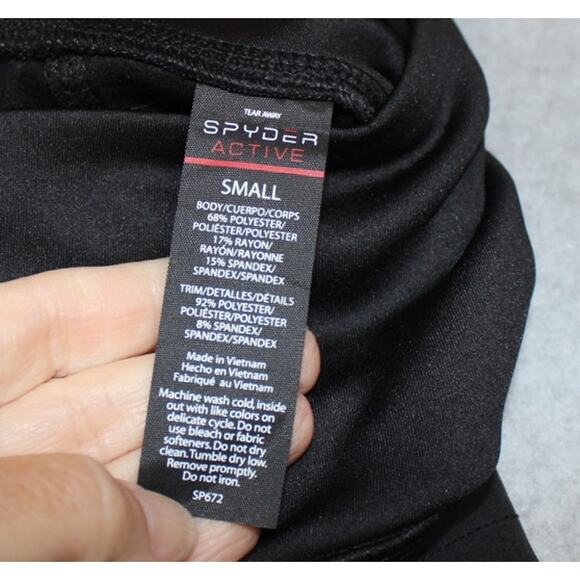 TEAR AWAY
SPYDER
ACTIVE
SMALL
BODY/CUERPO/CORPS
68% POLYESTER/
POLIÉSTER/POLYESTER
17% RAYON/
RAYÓN/RAYONNE
15% SPANDEX/
SPANDEX/SPANDEX
TRIM/DETALLES/DÉTAILS
92% POLYESTER/
POLIÉSTER/POLYESTER
8% SPANDEX/
SPANDEX/SPANDEX
Made in Vietnam
Hecho en Vietnam
Fabriqué au Vietnam
Machine wash cold, inside
out with like colors on
delicate cycle. Do not
use bleach or fabric
softeners. Do not dry
clean. Tumble dry low.
Remove promptly.
Do not iron.
SP672